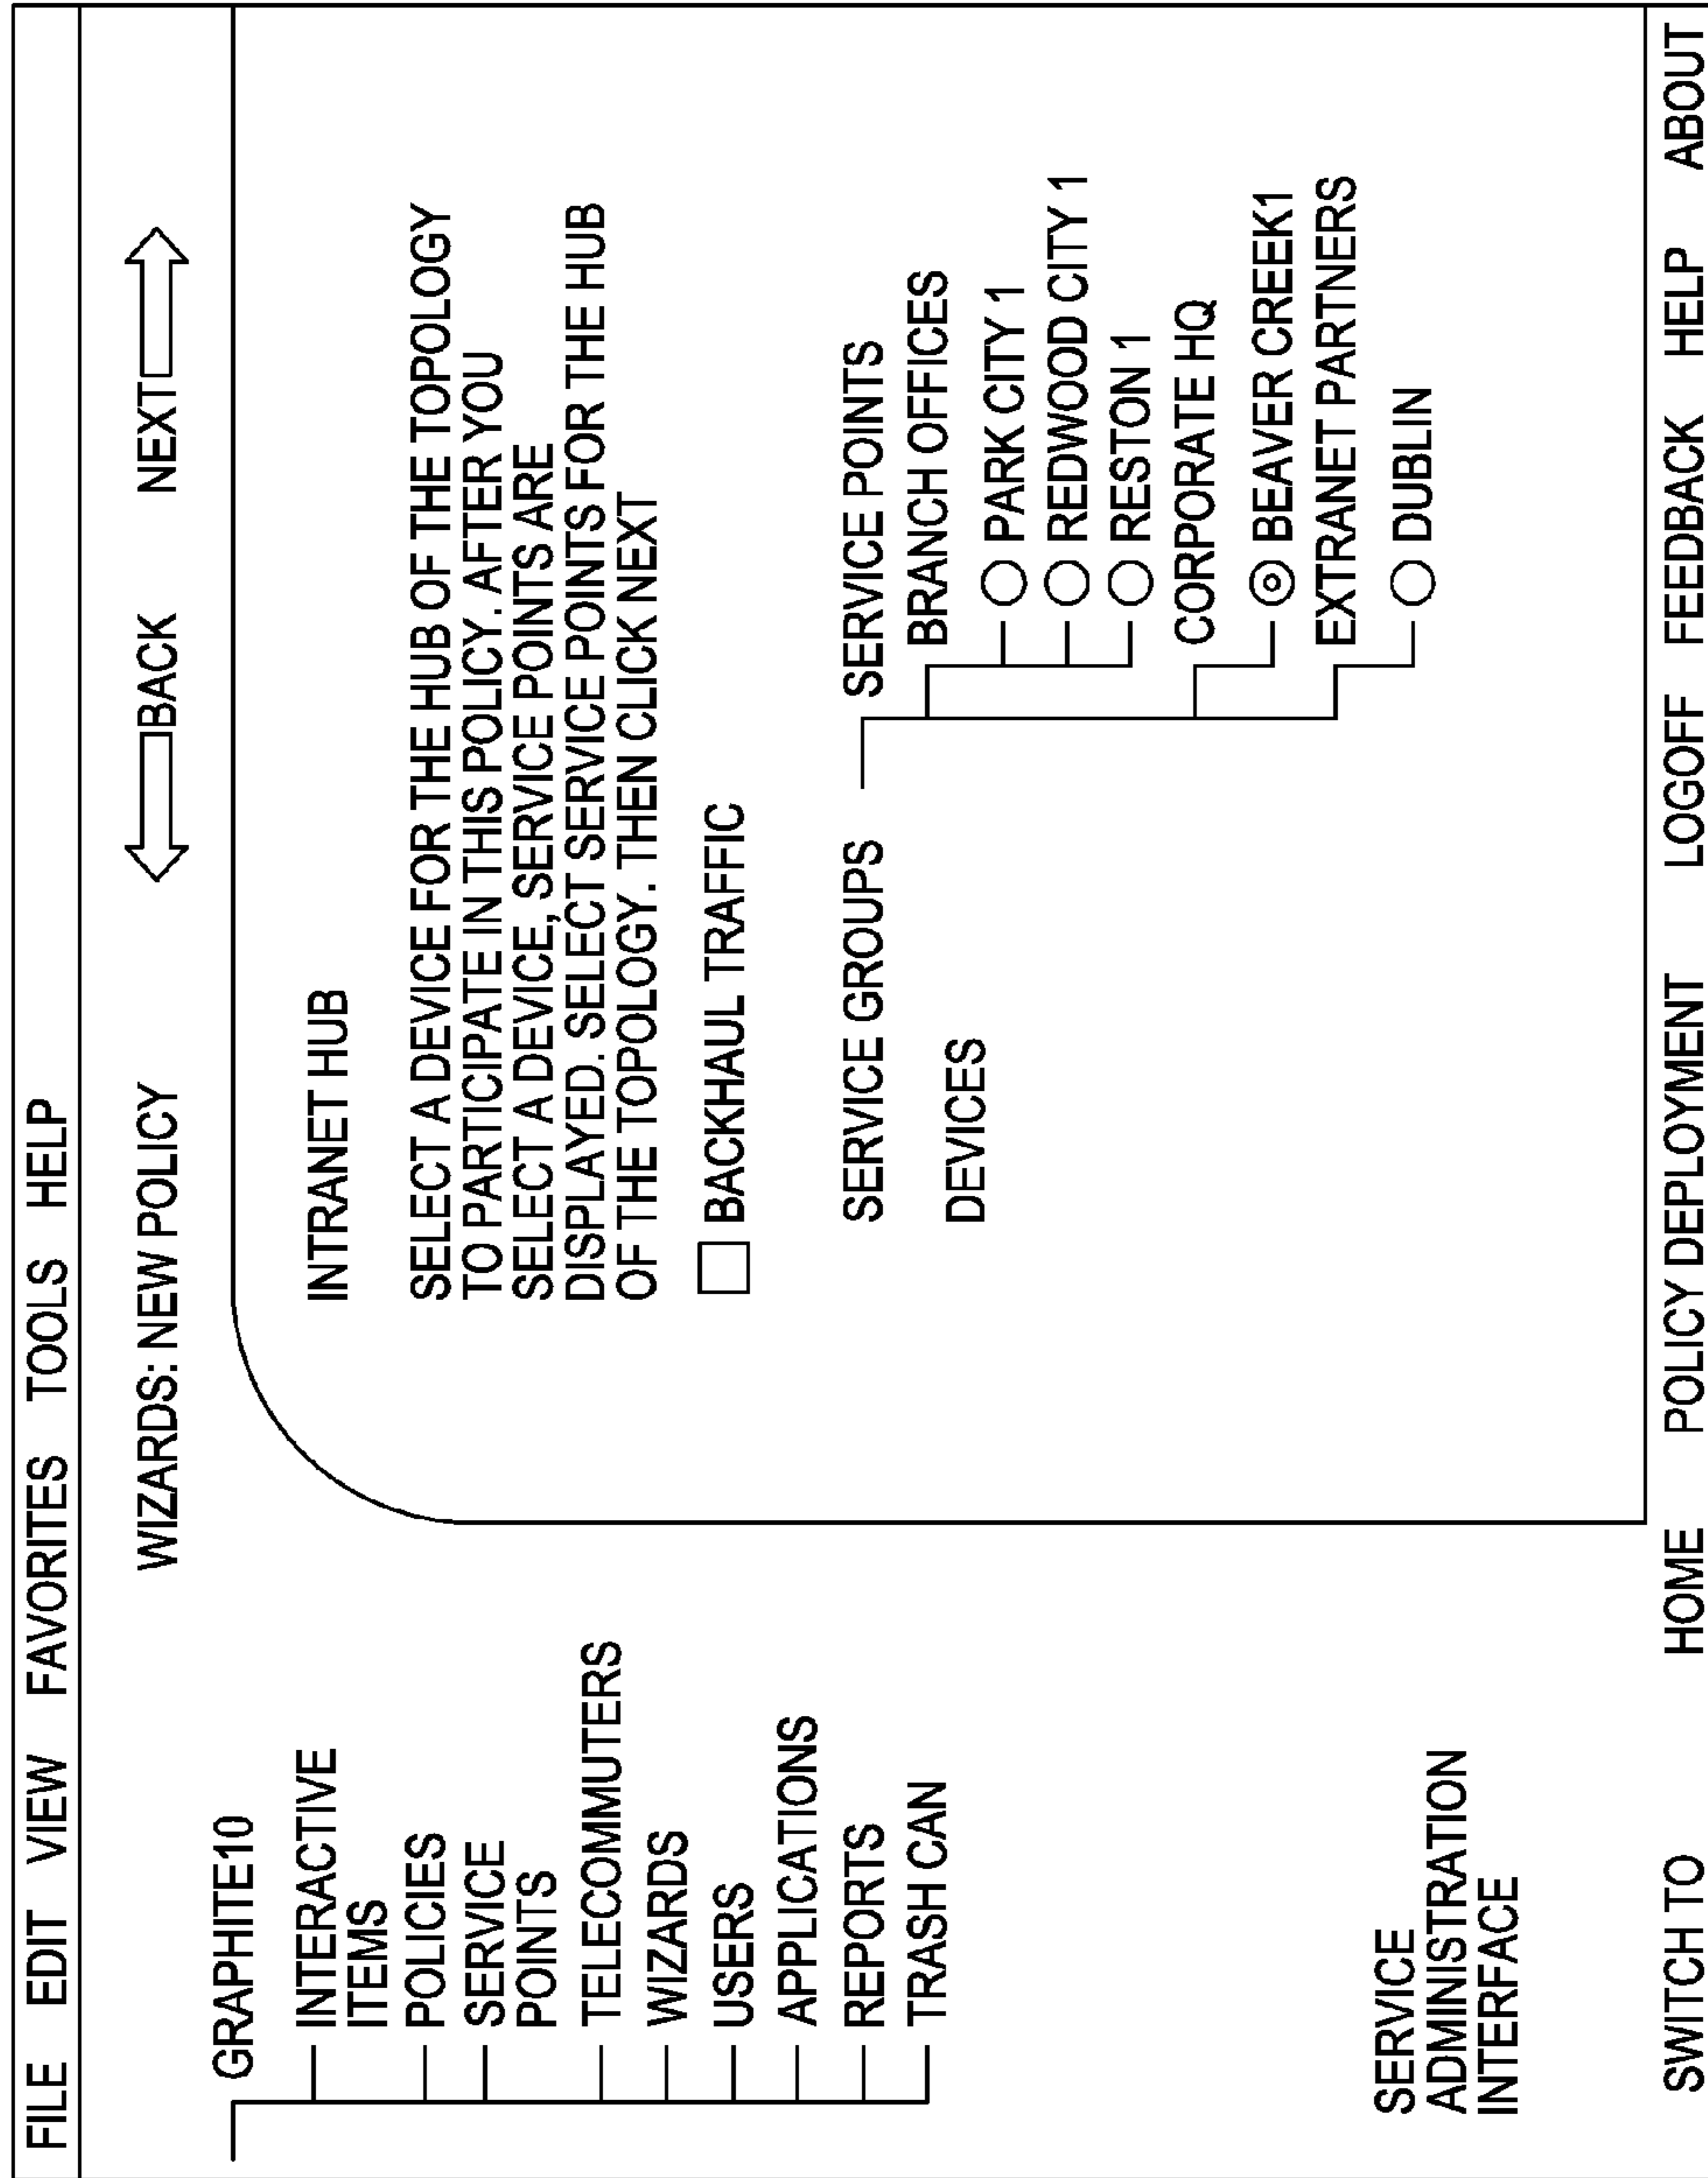 FILE EDIT VIEW FAVORITES TOOLS HELP
WIZARDS: NEW POLICY
BACK
NEXT
GRAPHITE10
INTERACTIVE
ITEMS
POLICIES
SERVICE
POINTS
TELECOMMUTERS
WIZARDS
USERS
APPLICATIONS
REPORTS
TRASH CAN
SERVICE
ADMINISTRATION
INTERFACE
INTRANET HUB
SELECT A DEVICE FOR THE HUB OF THE TOPOLOGY
TO PARTICIPATE IN THIS POLICY. AFTER YOU
SELECT A DEVICE, SERVICE POINTS ARE
DISPLAYED. SELECT SERVICE POINTS FOR THE HUB
OF THE TOPOLOGY. THEN CLICK NEXT
BACKHAUL TRAFFIC
SERVICE GROUPS
DEVICES
SERVICE POINTS
BRANCH OFFICES
PARK CITY 1
REDWOOD CITY 1
RESTON 1
CORPORATE HQ
BEAVER CREEK1
EXTRANET PARTNERS
DUBLIN
SWITCH TO HOME POLICY DEPLOYMENT LOGOFF FEEDBACK HELP ABOUT